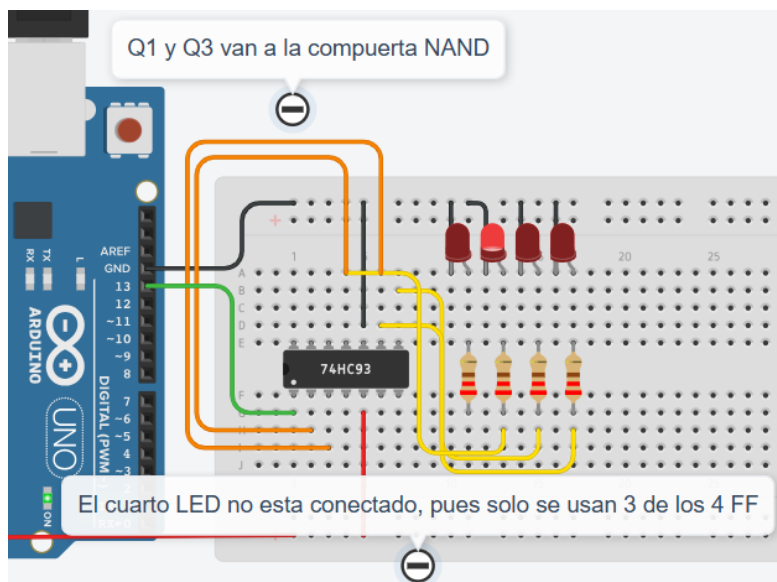 Q1 y Q3 van a la compuerta NAND
AREF
GND
13
12
~11
~10
~9
8
7
~6
~5
4
~3
RX
TX
L
ARDUINO
UNO
DIGITAL (PWM
ON
+
1
20
25
A
B
C
D
E
74HC93
F
G
H
I
J
El cuarto LED no esta conectado, pues solo se usan 3 de los 4 FF